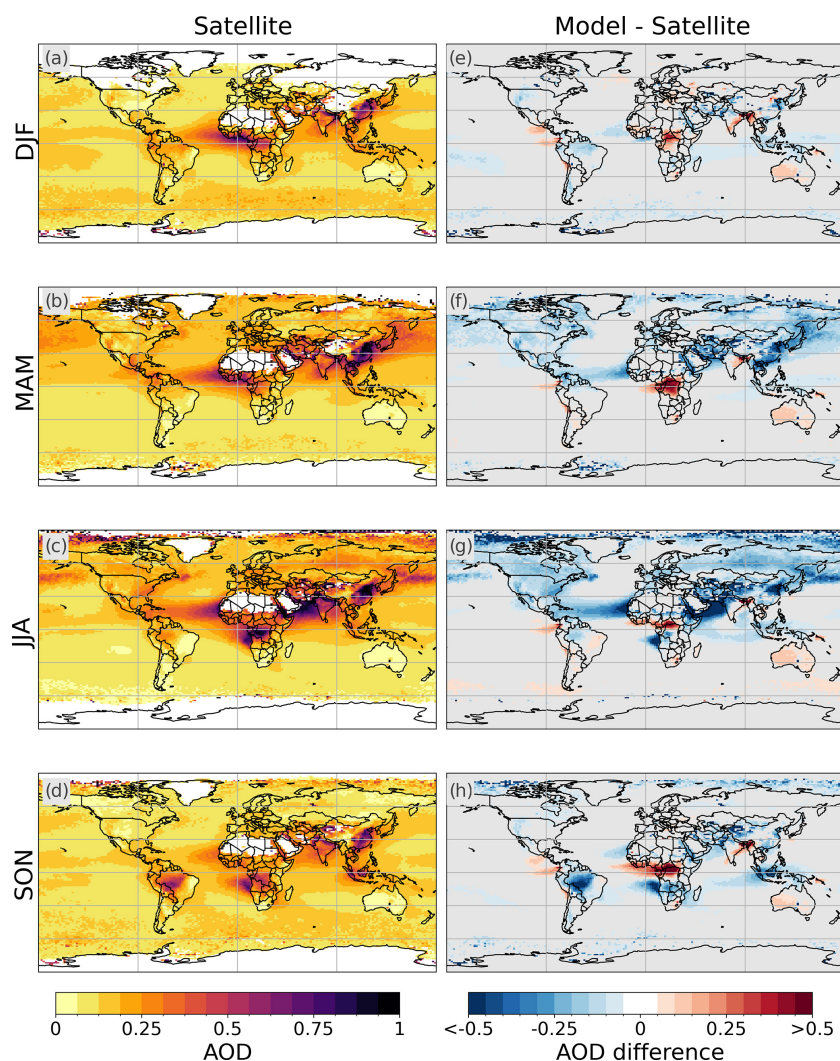 Satellite Model - Satellite
(a) (e)
DJF
(b) (f)
MAM
(c) (g)
JJA
(d) (h)
SON
0 0.25 0.5 0.75 1 <-0.5 -0.25 0 0.25 >0.5
AOD AOD difference